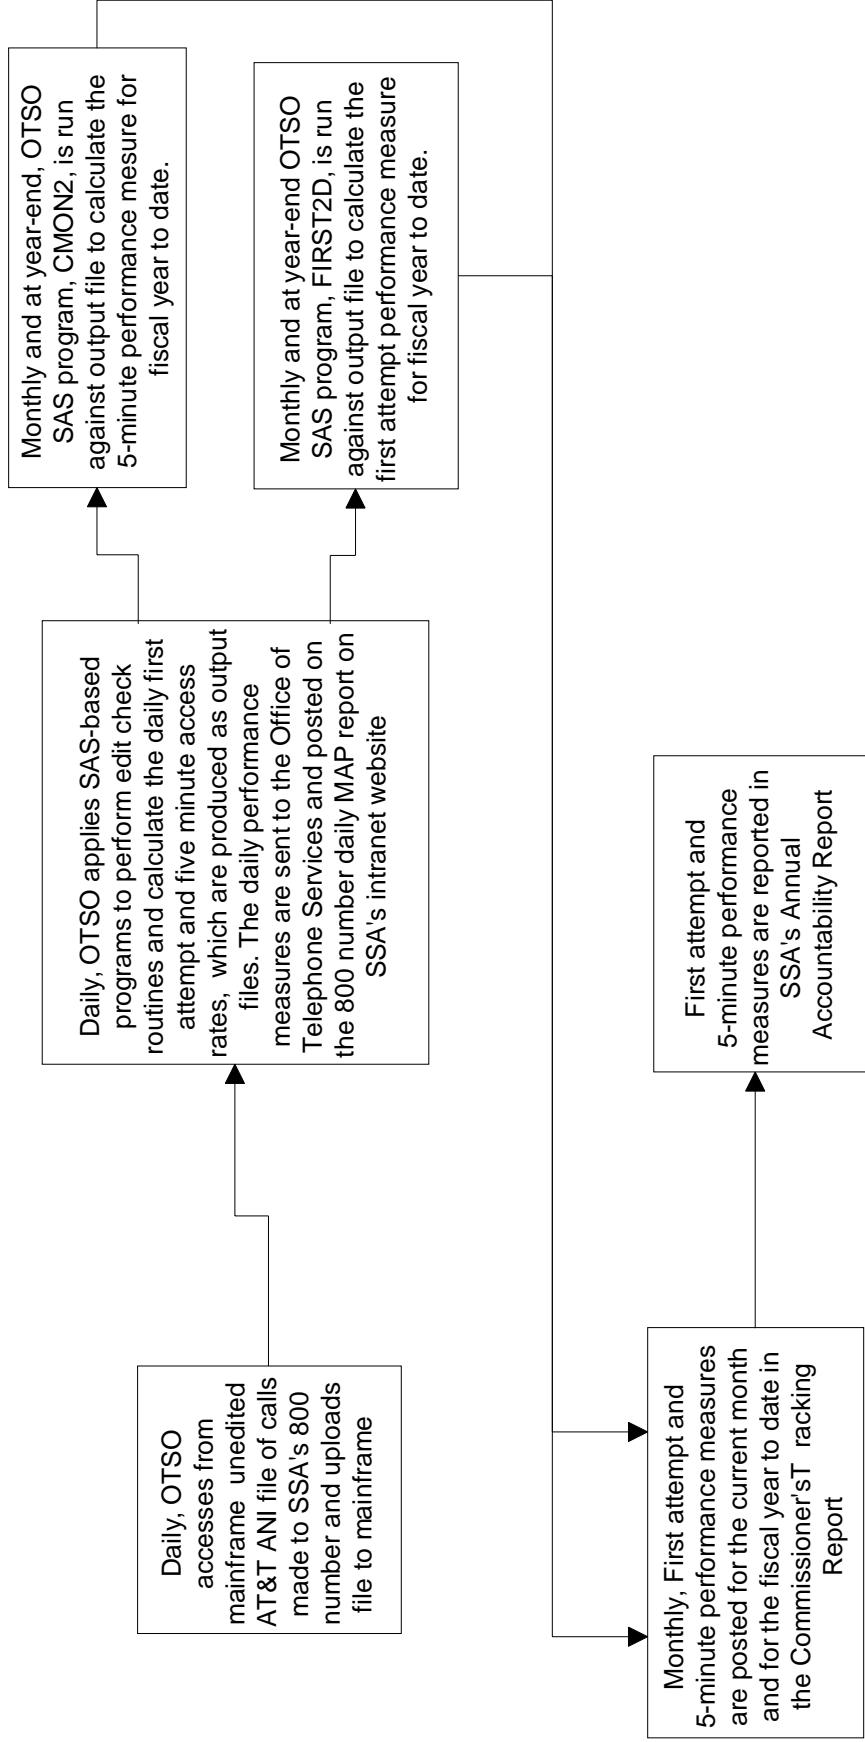 Daily, OTSO
accesses from
mainframe unedited
AT&T ANI file of calls
made to SSA's 800
number and uploads
file to mainframe
Daily, OTSO applies SAS-based
programs to perform edit check
routines and calculate the daily first
attempt and five minute access
rates, which are produced as output
files. The daily performance
measures are sent to the Office of
Telephone Services and posted on
the 800 number daily MAP report on
SSA's intranet website
Monthly and at year-end, OTSO
SAS program, CMON2, is run
against output file to calculate the
5-minute performance mesure for
fiscal year to date.
Monthly and at year-end OTSO
SAS program, FIRST2D, is run
against output file to calculate the
first attempt performance measure
for fiscal year to date.
Monthly, First attempt and
5-minute performance measures
are posted for the current month
and for the fiscal year to date in
the Commissioner'sT racking
Report
First attempt and
5-minute performance
measures are reported in
SSA's Annual
Accountability Report